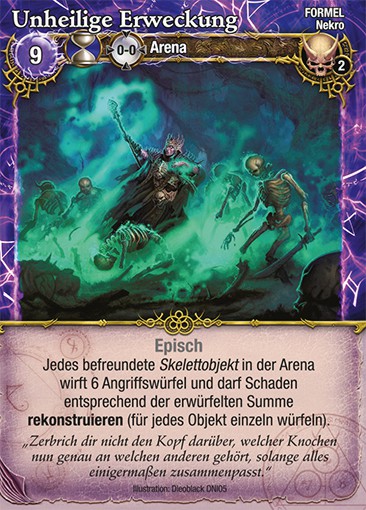 Unheilige Erweckung
FORMEL
Nekro
9
0-0
Arena
2
Episch
Jedes befreundete Skelettobjekt in der Arena
wirft 6 Angriffswürfel und darf Schaden
entsprechend der erwürfelten Summe
rekonstruieren (für jedes Objekt einzeln würfeln).
„Zerbrich dir nicht den Kopf darüber, welcher Knochen
nun genau an welchen anderen gehört, solange alles
einigermaßen zusammenpasst.“
Illustration: Dleoblack ONI05